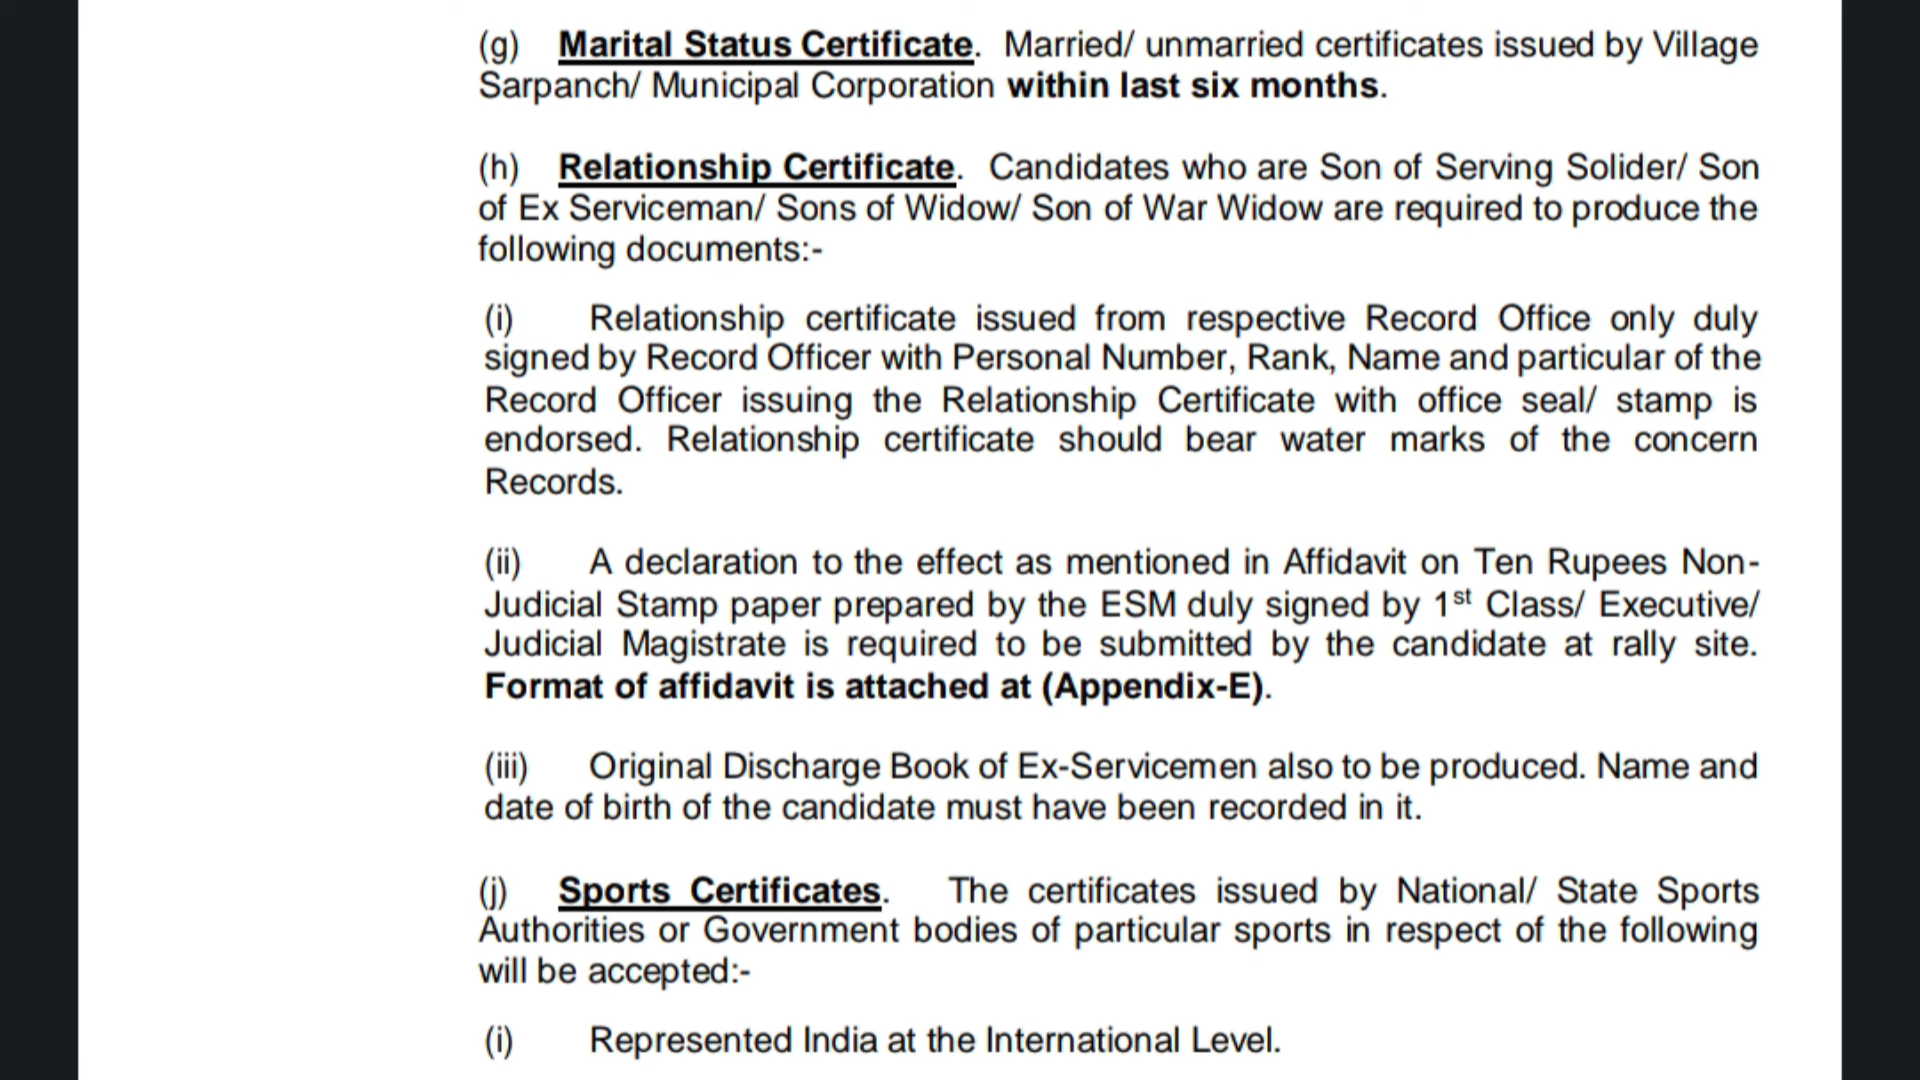 (g) Marital Status Certificate. Married/ unmarried certificates issued by Village
Sarpanch/ Municipal Corporation within last six months.
(h) Relationship Certificate. Candidates who are Son of Serving Solider/ Son
of Ex Serviceman/ Sons of Widow/ Son of War Widow are required to produce the
following documents:-
(i) Relationship certificate issued from respective Record Office only duly
signed by Record Officer with Personal Number, Rank, Name and particular of the
Record Officer issuing the Relationship Certificate with office seal/ stamp is
endorsed. Relationship certificate should bear water marks of the concern
Records.
(ii) A declaration to the effect as mentioned in Affidavit on Ten Rupees Non-
Judicial Stamp paper prepared by the ESM duly signed by 1st Class/ Executive/
Judicial Magistrate is required to be submitted by the candidate at rally site.
Format of affidavit is attached at (Appendix-E).
(iii) Original Discharge Book of Ex-Servicemen also to be produced. Name and
date of birth of the candidate must have been recorded in it.
(j) Sports Certificates. The certificates issued by National/ State Sports
Authorities or Government bodies of particular sports in respect of the following
will be accepted:-
(i) Represented India at the International Level.